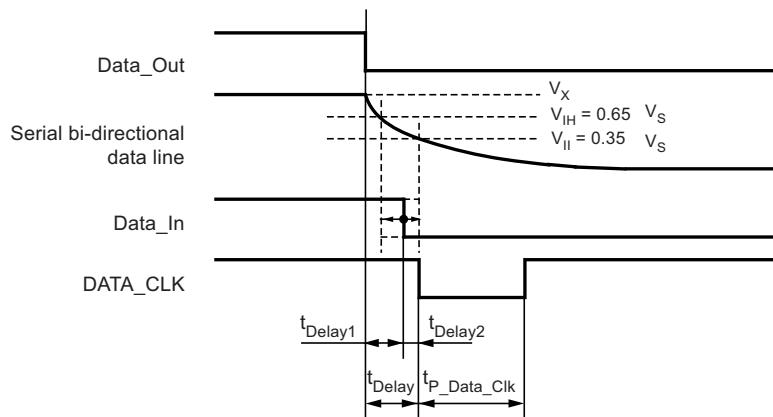 Data_Out
V_X
V_IH = 0.65 V_S
V_Il = 0.35 V_S
Serial bi-directional
data line
Data_In
DATA_CLK
t_Delay1 t_Delay2
t_Delay t_P_Data_Clk